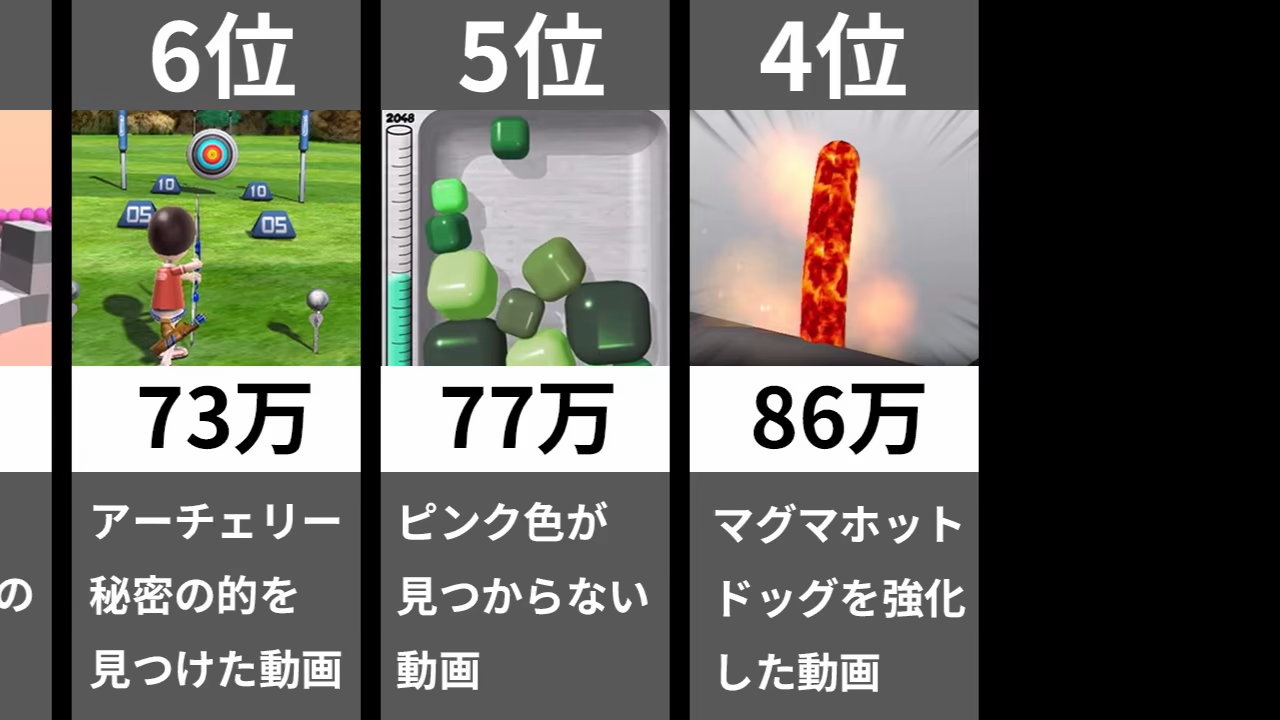 6位
5位
4位
2048
10
10
05
05
73万
77万
86万
の
アーチェリー
秘密の的を
見つけた動画
ピンク色が
見つからない
動画
マグマホット
ドッグを強化
した動画